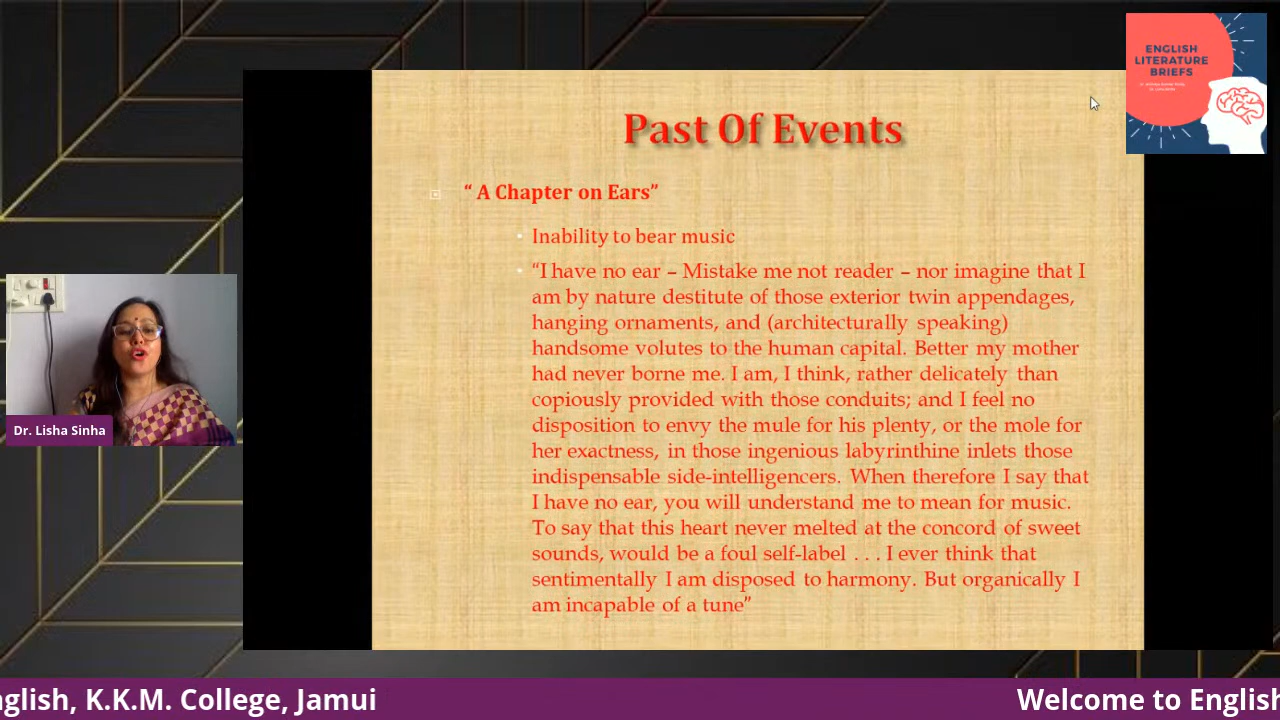 ENGLISH
LITERATURE
BRIEFS
Past Of Events
“ A Chapter on Ears”
Inability to bear music
“I have no ear – Mistake me not reader – nor imagine that I
am by nature destitute of those exterior twin appendages,
hanging ornaments, and (architecturally speaking)
handsome volutes to the human capital. Better my mother
had never borne me. I am, I think, rather delicately than
copiously provided with those conduits; and I feel no
disposition to envy the mule for his plenty, or the mole for
her exactness, in those ingenious labyrinthine inlets those
indispensable side-intelligencers. When therefore I say that
I have no ear, you will understand me to mean for music.
To say that this heart never melted at the concord of sweet
sounds, would be a foul self-label . . . I ever think that
sentimentally I am disposed to harmony. But organically I
am incapable of a tune”
Dr. Lisha Sinha
nglish, K.K.M. College, Jamui
Welcome to English